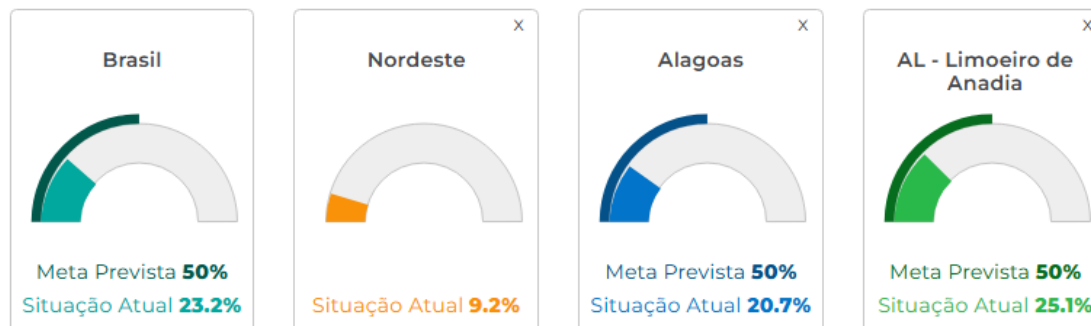 Brasil
Meta Prevista 50%
Situação Atual 23.2%
x
Nordeste
Situação Atual 9.2%
x
Alagoas
Meta Prevista 50%
Situação Atual 20.7%
x
AL - Limoeiro de
Anadia
Meta Prevista 50%
Situação Atual 25.1%